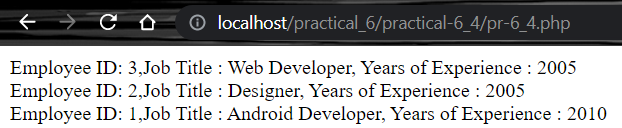 localhost/practical_6/practical-6_4/pr-6_4.php
Employee ID: 3,Job Title : Web Developer, Years of Experience : 2005
Employee ID: 2,Job Title : Designer, Years of Experience : 2005
Employee ID: 1,Job Title : Android Developer, Years of Experience : 2010